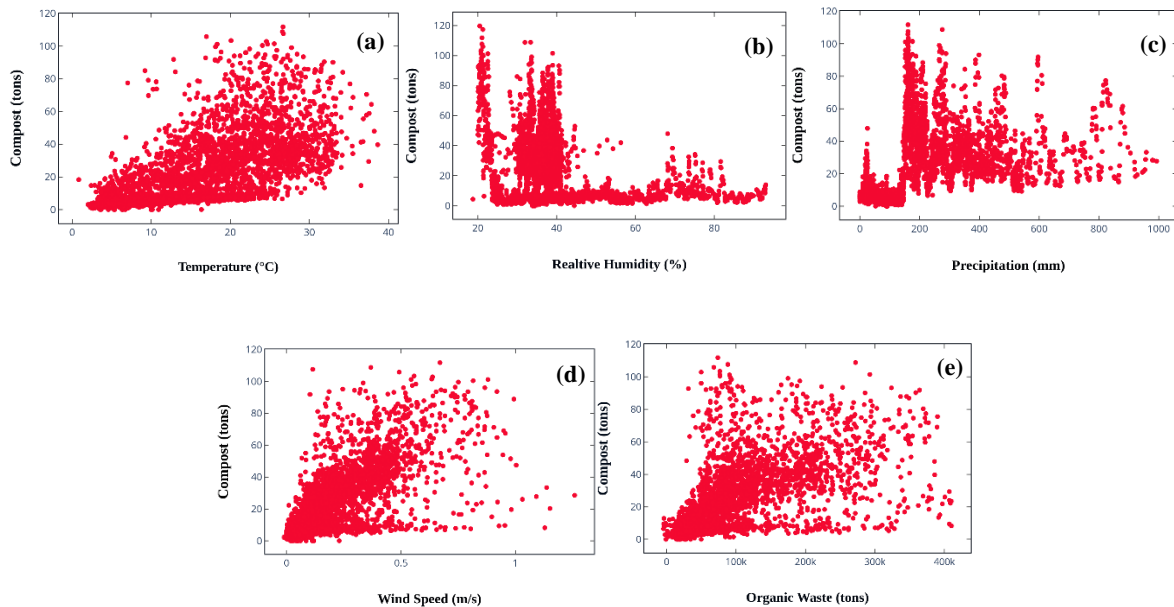 120
100
80
60
40
20
0
Compost (tons)
(a)
0 10 20 30 40
Temperature (°C)
120
100
80
60
40
20
0
Compost (tons)
(b)
20 40 60 80
Realtive Humidity (%)
120
100
80
60
40
20
0
Compost (tons)
(c)
0 200 400 600 800 1000
Precipitation (mm)
120
100
80
60
40
20
0
Compost (tons)
(d)
0 0.5 1
Wind Speed (m/s)
120
100
80
60
40
20
0
Compost (tons)
(e)
0 100k 200k 300k 400k
Organic Waste (tons)